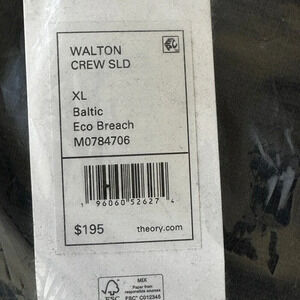 WALTON
CREW SLD
XL
Baltic
Eco Breach
M0784706
1 96060 52627 4
$195 theory.com
MIX
Paper from
responsible sources
FSC
FSC® C012345